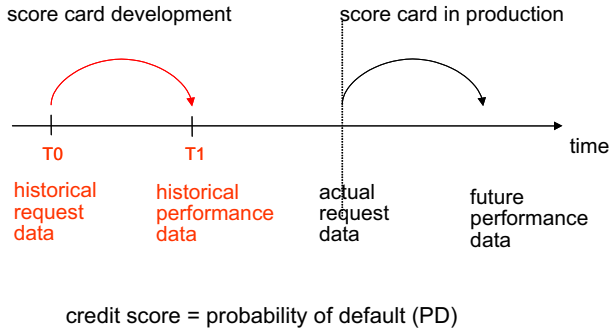 score card development
score card in production
T0
T1
time
historical
request
data
historical
performance
data
actual
request
data
future
performance
data
credit score = probability of default (PD)